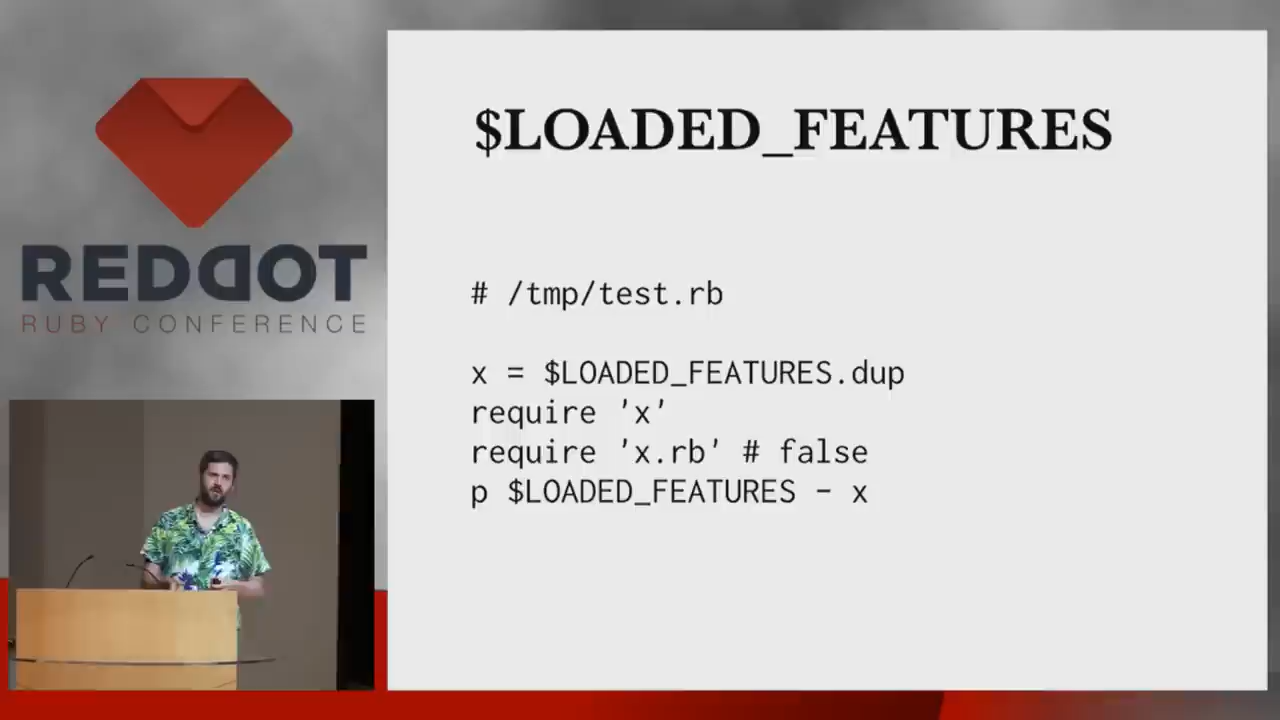 REDDOT
RUBY CONFERENCE
$LOADED_FEATURES
# /tmp/test.rb
x = $LOADED_FEATURES.dup
require 'x'
require 'x.rb' # false
p $LOADED_FEATURES - x